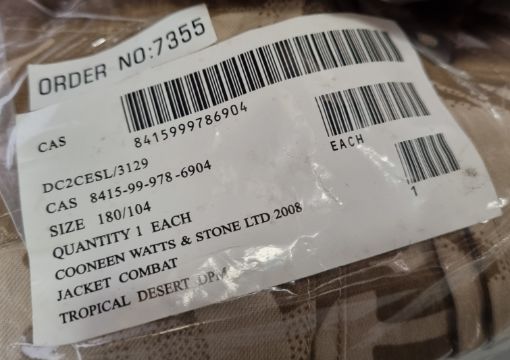 ORDER NO:7355
CAS
8415999786904
EACH
1
DC2CESL/3129
CAS 8415-99-978-6904
SIZE 180/104
QUANTITY 1 EACH
COONEEN WATTS & STONE LTD 2008
JACKET COMBAT
TROPICAL DESERT DPM